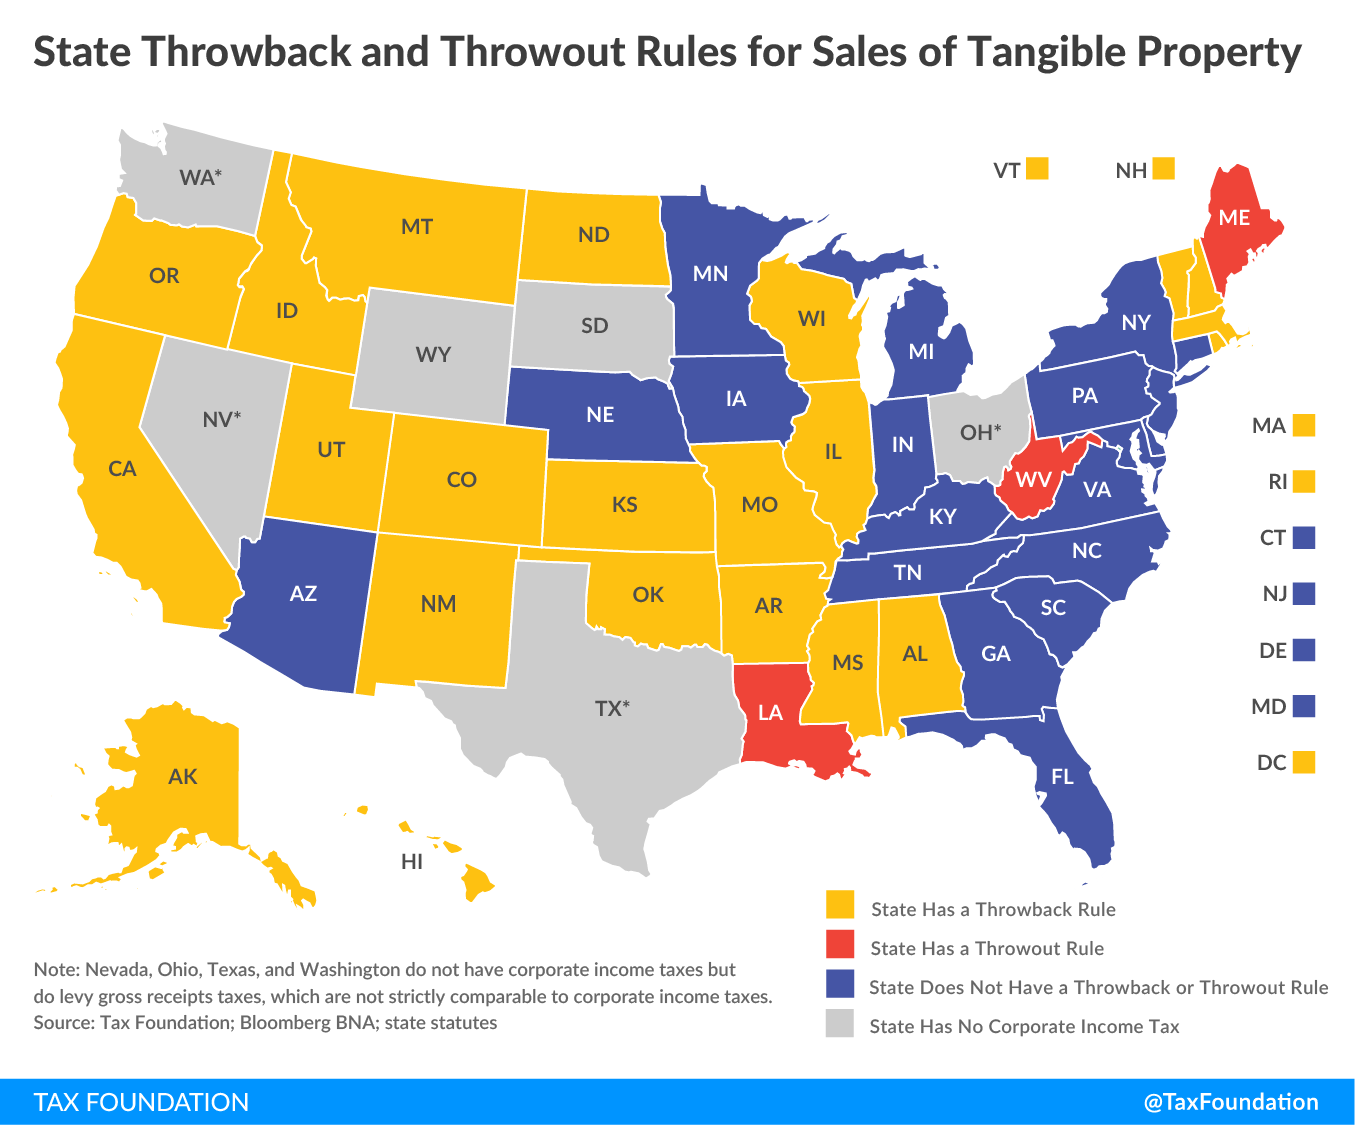 State Throwback and Throwout Rules for Sales of Tangible Property
VT
NH
WA*
ME
MT
ND
OR
MN
ID
SD
WI
NY
WY
MI
NE
IA
PA
NV*
MA
UT
OH*
IN
IL
CA
CO
WV
RI
VA
KS
MO
KY
CT
NC
TN
AZ
NJ
OK
NM
AR
SC
DE
GA
AL
MS
MD
TX*
LA
DC
AK
FL
HI
State Has a Throwback Rule
State Has a Throwout Rule
State Does Not Have a Throwback or Throwout Rule
State Has No Corporate Income Tax
Note: Nevada, Ohio, Texas, and Washington do not have corporate income taxes but
do levy gross receipts taxes, which are not strictly comparable to corporate income taxes.
Source: Tax Foundation; Bloomberg BNA; state statutes
TAX FOUNDATION
@TaxFoundation